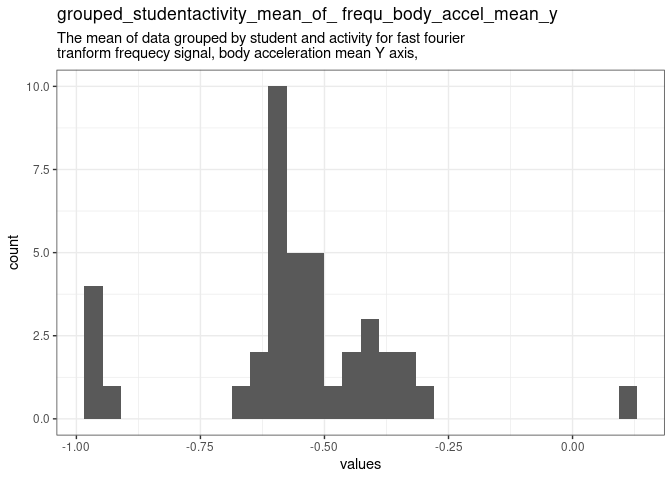 grouped_studentactivity_mean_of_ frequ_body_accel_mean_y
The mean of data grouped by student and activity for fast fourier
tranform frequecy signal, body acceleration mean Y axis,
10.0
7.5
5.0
2.5
0.0
count
-1.00 -0.75 -0.50 -0.25 0.00
values